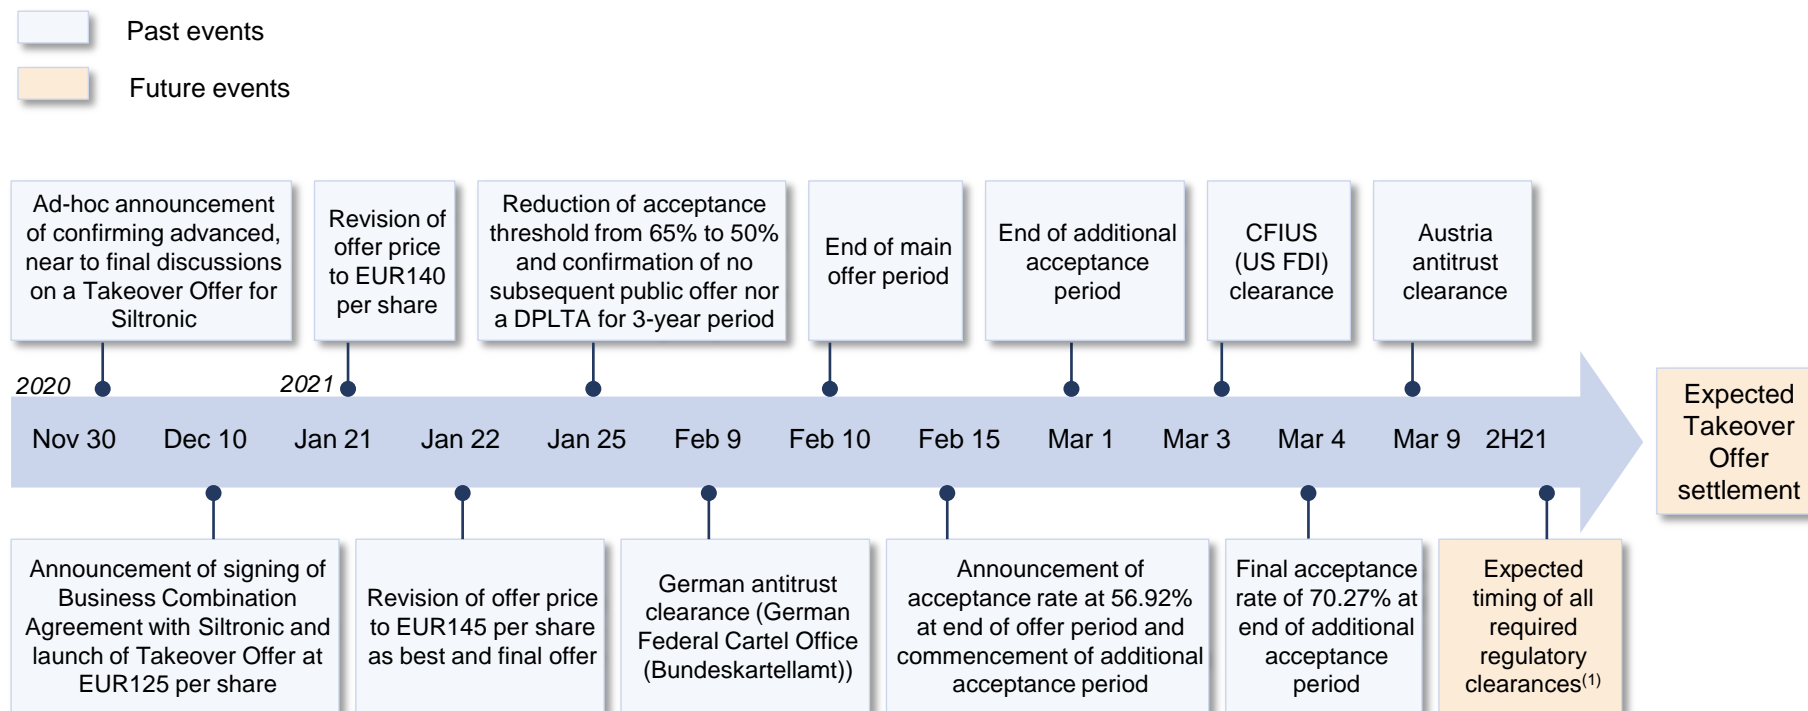 Past events
Future events
Ad-hoc announcement
of confirming advanced,
near to final discussions
on a Takeover Offer for
Siltronic
Revision of
offer price
to EUR140
per share
Reduction of acceptance
threshold from 65% to 50%
and confirmation of no
subsequent public offer nor
a DPLTA for 3-year period
End of main
offer period
End of additional
acceptance
period
CFIUS
(US FDI)
clearance
Austria
antitrust
clearance
2020
2021
Nov 30
Dec 10
Jan 21
Jan 22
Jan 25
Feb 9
Feb 10
Feb 15
Mar 1
Mar 3
Mar 4
Mar 9
2H21
Expected
Takeover
Offer
settlement
Announcement of signing of
Business Combination
Agreement with Siltronic and
launch of Takeover Offer at
EUR125 per share
Revision of offer price
to EUR145 per share
as best and final offer
German antitrust
clearance (German
Federal Cartel Office
(Bundeskartellamt))
Announcement of
acceptance rate at 56.92%
at end of offer period and
commencement of additional
acceptance period
Final acceptance
rate of 70.27% at
end of additional
acceptance
period
Expected
timing of all
required
regulatory
clearances(1)